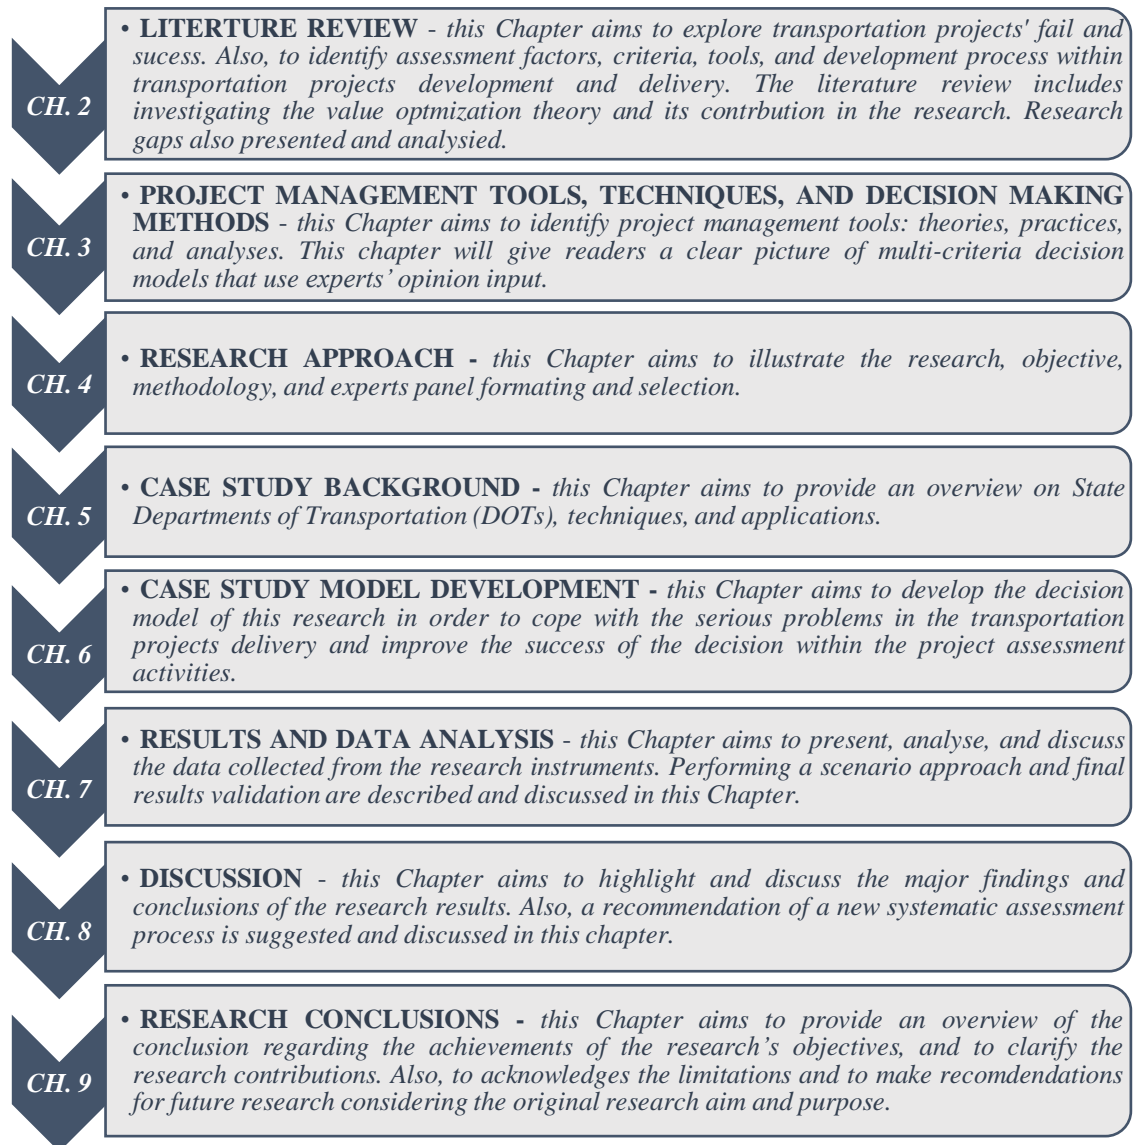 • LITERTURE REVIEW - this Chapter aims to explore transportation projects' fail and
sucess. Also, to identify assessment factors, criteria, tools, and development process within
transportation projects development and delivery. The literature review includes
investigating the value optmization theory and its contrbution in the research. Research
gaps also presented and analysied.
CH. 2
• PROJECT MANAGEMENT TOOLS, TECHNIQUES, AND DECISION MAKING
METHODS - this Chapter aims to identify project management tools: theories, practices,
and analyses. This chapter will give readers a clear picture of multi-criteria decision
models that use experts' opinion input.
CH. 3
• RESEARCH APPROACH - this Chapter aims to illustrate the research, objective,
methodology, and experts panel formating and selection.
CH. 4
• CASE STUDY BACKGROUND - this Chapter aims to provide an overview on State
Departments of Transportation (DOTs), techniques, and applications.
CH. 5
• CASE STUDY MODEL DEVELOPMENT - this Chapter aims to develop the decision
model of this research in order to cope with the serious problems in the transportation
projects delivery and improve the success of the decision within the project assessment
activities.
CH. 6
• RESULTS AND DATA ANALYSIS - this Chapter aims to present, analyse, and discuss
the data collected from the research instruments. Performing a scenario approach and final
results validation are described and discussed in this Chapter.
CH. 7
• DISCUSSION - this Chapter aims to highlight and discuss the major findings and
conclusions of the research results. Also, a recommendation of a new systematic assessment
process is suggested and discussed in this chapter.
CH. 8
• RESEARCH CONCLUSIONS - this Chapter aims to provide an overview of the
conclusion regarding the achievements of the research's objectives, and to clarify the
research contributions. Also, to acknowledges the limitations and to make recomdendations
for future research considering the original research aim and purpose.
CH. 9